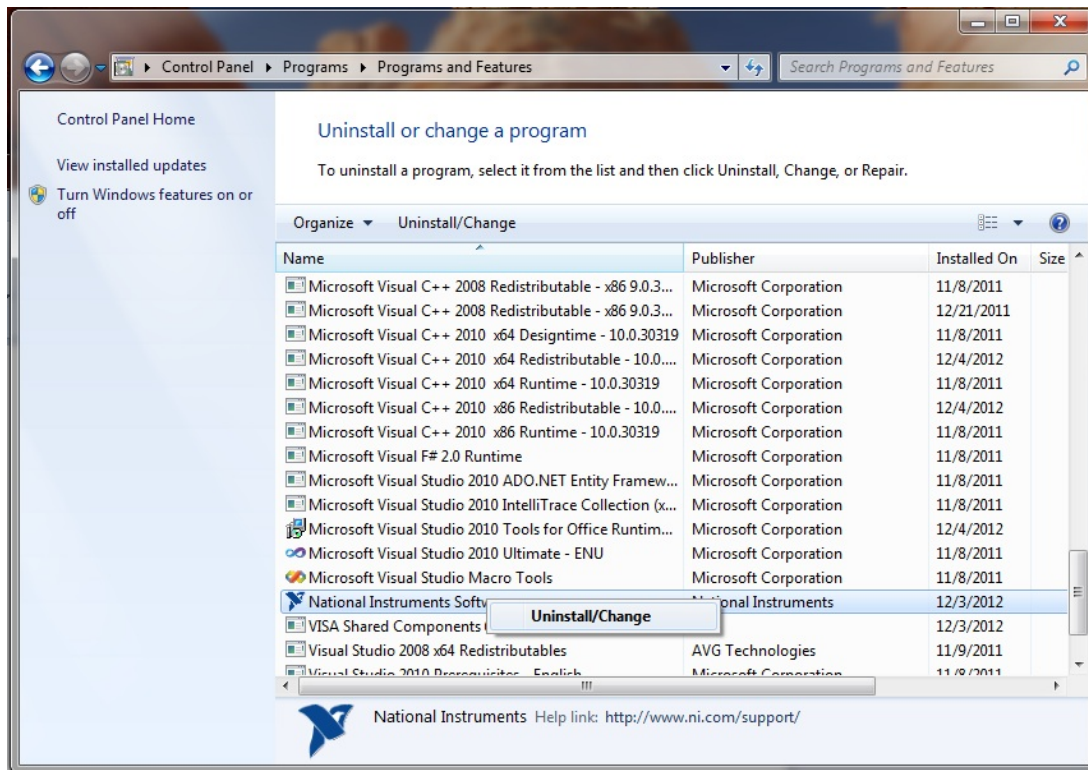 Control Panel Programs Programs and Features Search Programs and Features
Control Panel Home
View installed updates
Turn Windows features on or
off
Uninstall or change a program
To uninstall a program, select it from the list and then click Uninstall, Change, or Repair.
Organize Uninstall/Change
Name Publisher Installed On Size
Microsoft Visual C++ 2008 Redistributable - x86 9.0.3... Microsoft Corporation 11/8/2011
Microsoft Visual C++ 2008 Redistributable - x86 9.0.3... Microsoft Corporation 12/21/2011
Microsoft Visual C++ 2010 x64 Designtime - 10.0.30319 Microsoft Corporation 11/8/2011
Microsoft Visual C++ 2010 x64 Redistributable - 10.0.... Microsoft Corporation 12/4/2012
Microsoft Visual C++ 2010 x64 Runtime - 10.0.30319 Microsoft Corporation 11/8/2011
Microsoft Visual C++ 2010 x86 Redistributable - 10.0.... Microsoft Corporation 12/4/2012
Microsoft Visual C++ 2010 x86 Runtime - 10.0.30319 Microsoft Corporation 11/8/2011
Microsoft Visual F# 2.0 Runtime Microsoft Corporation 11/8/2011
Microsoft Visual Studio 2010 ADO.NET Entity Framew... Microsoft Corporation 11/8/2011
Microsoft Visual Studio 2010 IntelliTrace Collection (x... Microsoft Corporation 11/8/2011
Microsoft Visual Studio 2010 Tools for Office Runtim... Microsoft Corporation 12/4/2012
Microsoft Visual Studio 2010 Ultimate - ENU Microsoft Corporation 11/8/2011
Microsoft Visual Studio Macro Tools Microsoft Corporation 11/8/2011
National Instruments Instruments 12/3/2012
Uninstall/Change
VISA Shared Components 12/3/2012
Visual Studio 2008 x64 Redistributables AVG Technologies 11/9/2011
Visual Studio 2010 Prerequisites - English Microsoft Corporation 11/8/2011
National Instruments Help link: http://www.ni.com/support/